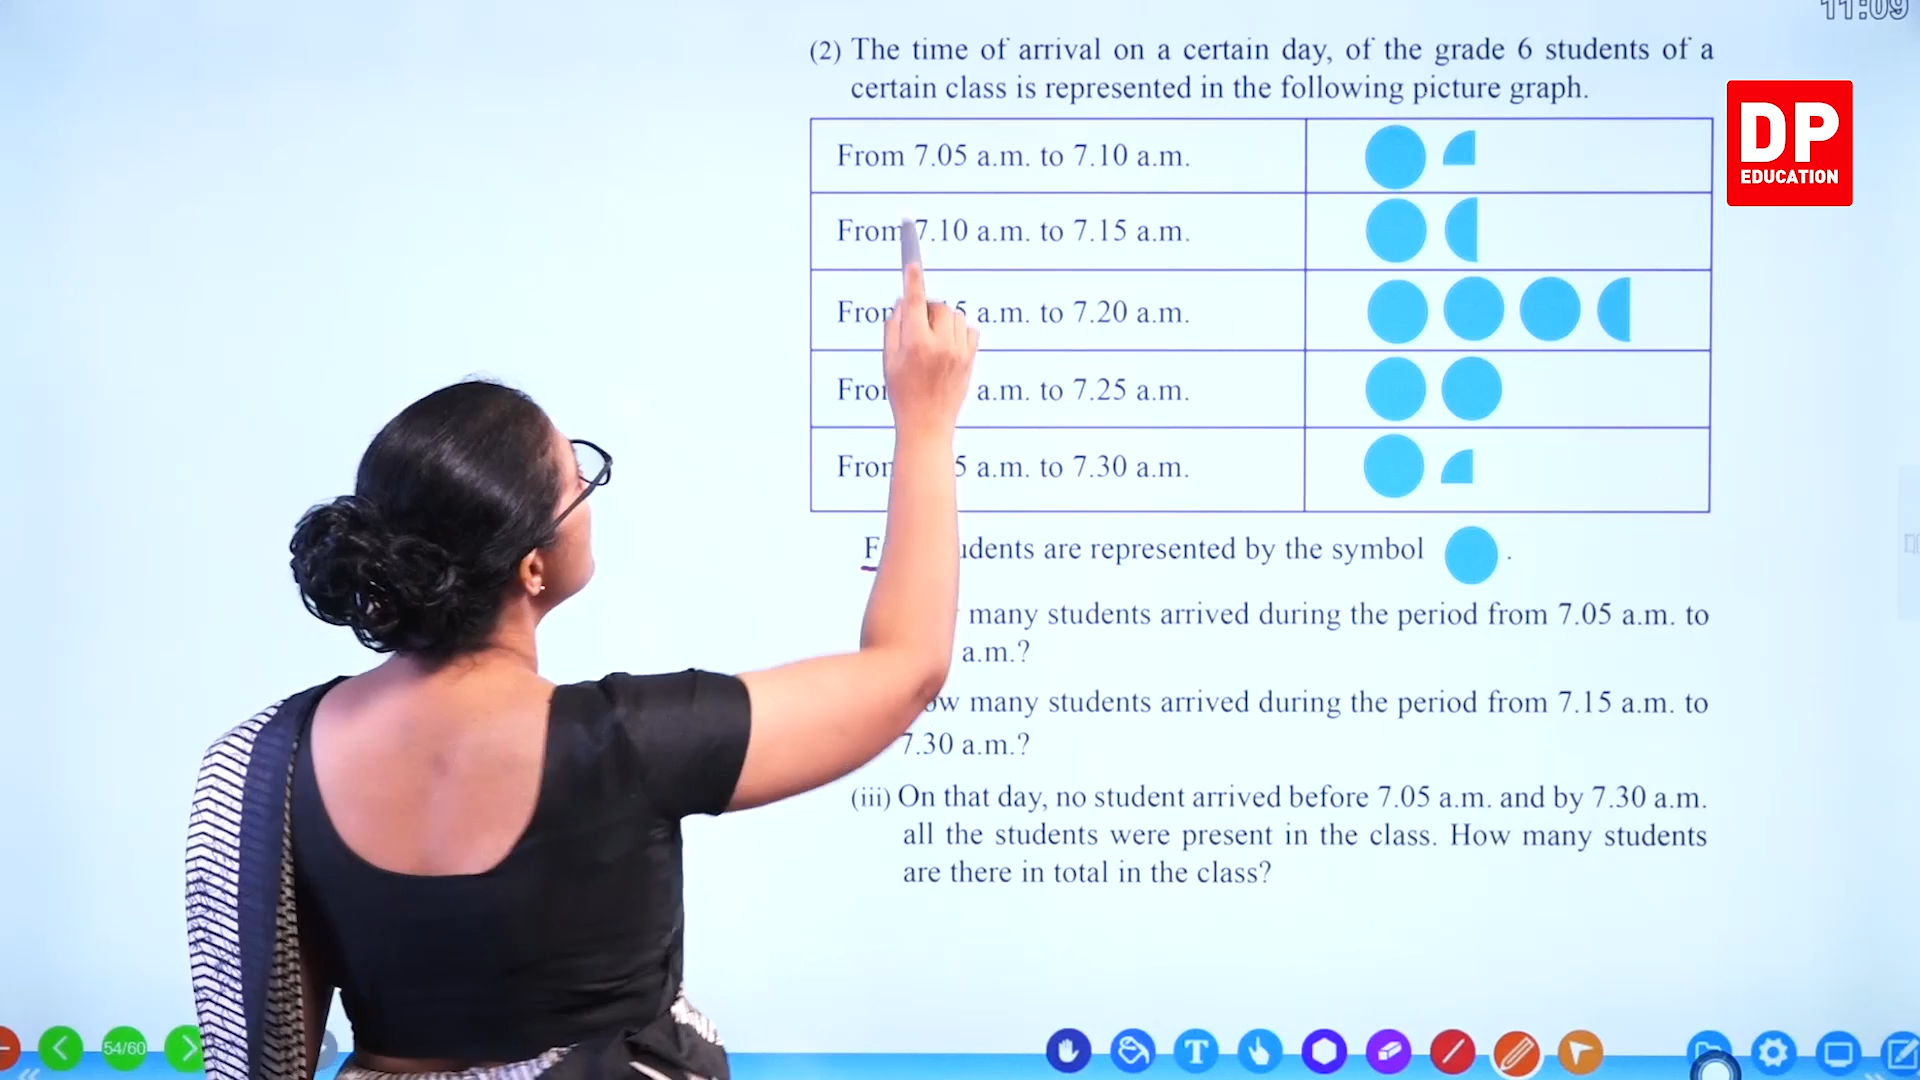 11:09
(2) The time of arrival on a certain day, of the grade 6 students of a
certain class is represented in the following picture graph.
DP
EDUCATION
From 7.05 a.m. to 7.10 a.m.
From 7.10 a.m. to 7.15 a.m.
a.m. to 7.20 a.m.
a.m. to 7.25 a.m.
5 a.m. to 7.30 a.m.
are represented by the symbol .
many students arrived during the period from 7.05 a.m. to
a.m.?
many students arrived during the period from 7.15 a.m. to
7.30 a.m.?
(iii) On that day, no student arrived before 7.05 a.m. and by 7.30 a.m.
all the students were present in the class. How many students
are there in total in the class?
54/60
T